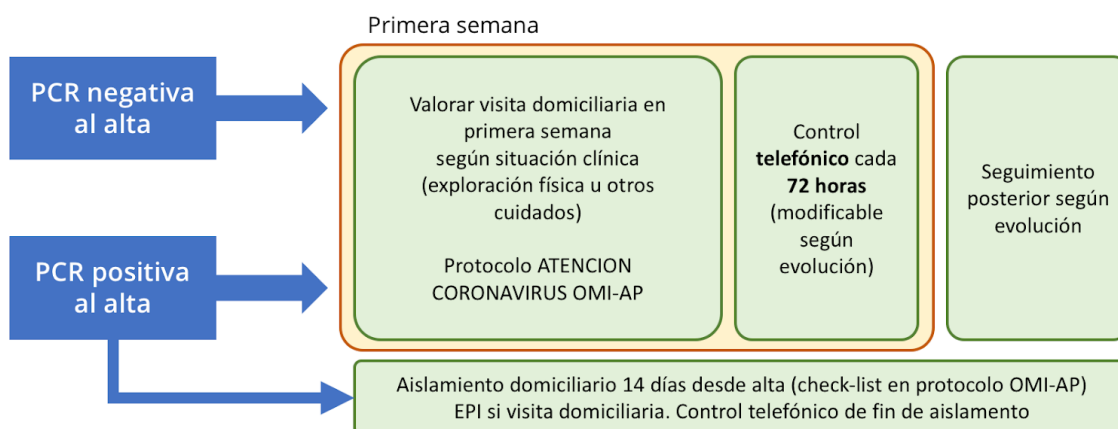 Primera semana
PCR negativa
al alta
Valorar visita domiciliaria en
primera semana
según situación clínica
(exploración física u otros
cuidados)
Protocolo ATENCION
CORONAVIRUS OMI-AP
Control
telefónico cada
72 horas
(modificable
según
evolución)
Seguimiento
posterior según
evolución
PCR positiva
al alta
Aislamiento domiciliario 14 días desde alta (check-list en protocolo OMI-AP)
EPI si visita domiciliaria. Control telefónico de fin de aislamiento